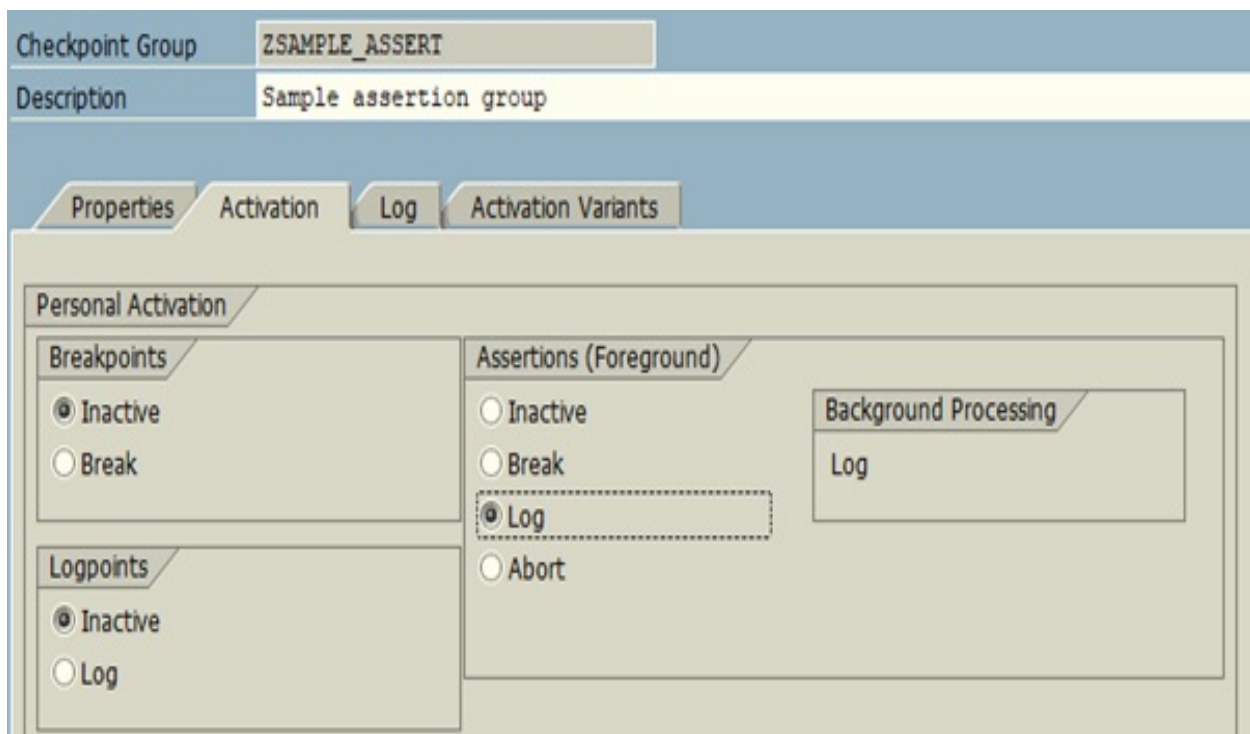 Checkpoint Group ZSAMPLE_ASSERT
Description Sample assertion group
Properties Activation Log Activation Variants
Personal Activation
Breakpoints
Inactive
Break
Logpoints
Inactive
Log
Assertions (Foreground)
Inactive
Break
Log
Abort
Background Processing
Log